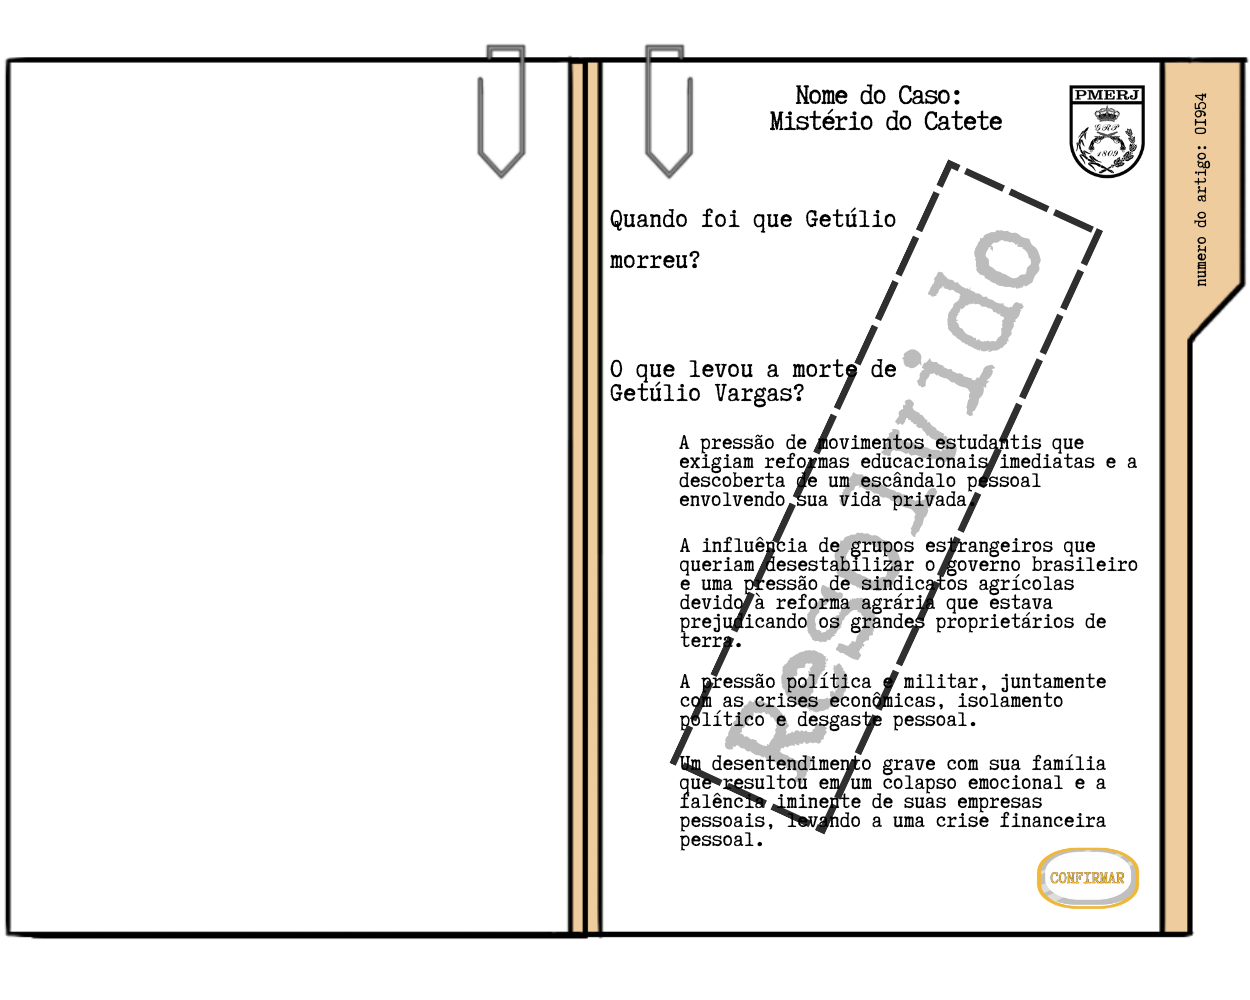 Nome do Caso:
Mistério do Catete
PMERJ
GRP
1809
numero do artigo: 0I954
Quando foi que Getúlio
morreu?
O que levou a morte de
Getúlio Vargas?
A pressão de movimentos estudantis que
exigiam reformas educacionais imediatas e a
descoberta de um escândalo pessoal
envolvendo sua vida privada.
A influência de grupos estrangeiros que
queriam desestabilizar o governo brasileiro
e uma pressão de sindicatos agrícolas
devido à reforma agrária que estava
prejudicando os grandes proprietários de
terra.
A pressão política e militar, juntamente
com as crises econômicas, isolamento
político e desgaste pessoal.
Um desentendimento grave com sua família
que resultou em um colapso emocional e a
falência iminente de suas empresas
pessoais, levando a uma crise financeira
pessoal.
Resolvido
CONFIRMAR